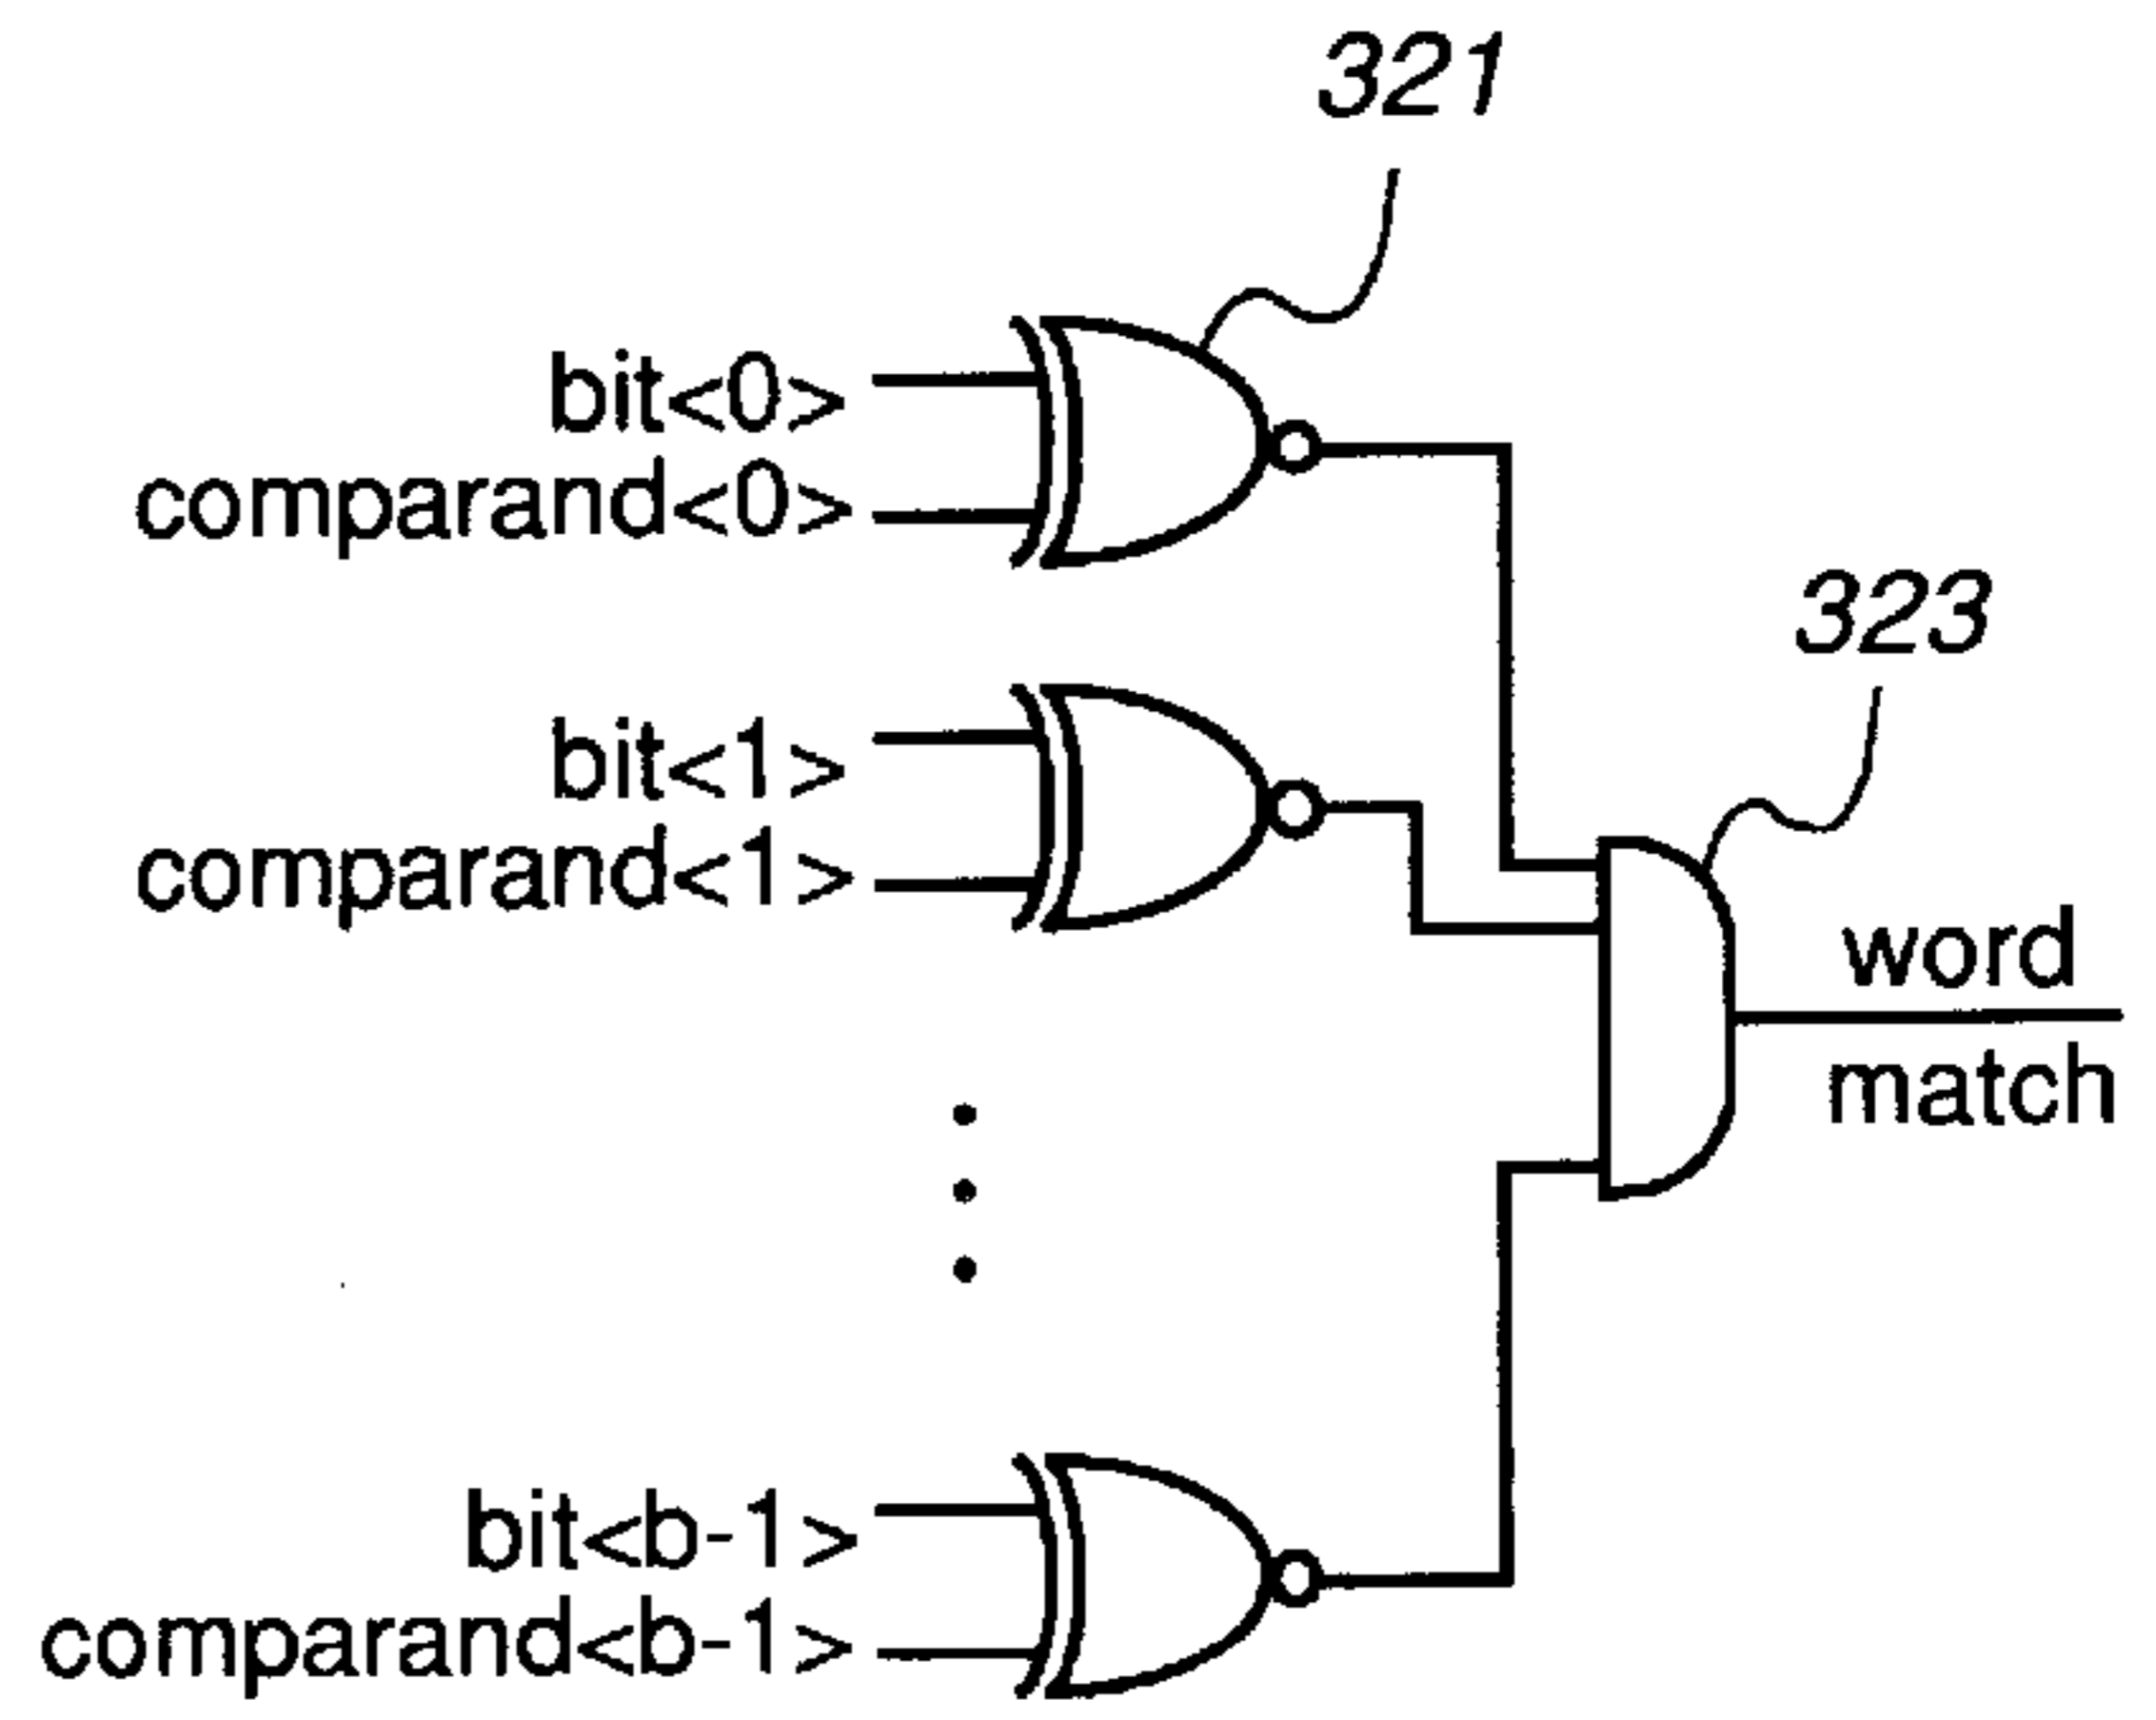 321
bit<0>
comparand<0>
323
bit<1>
comparand<1>
word
match
bit<b-1>
comparand<b-1>